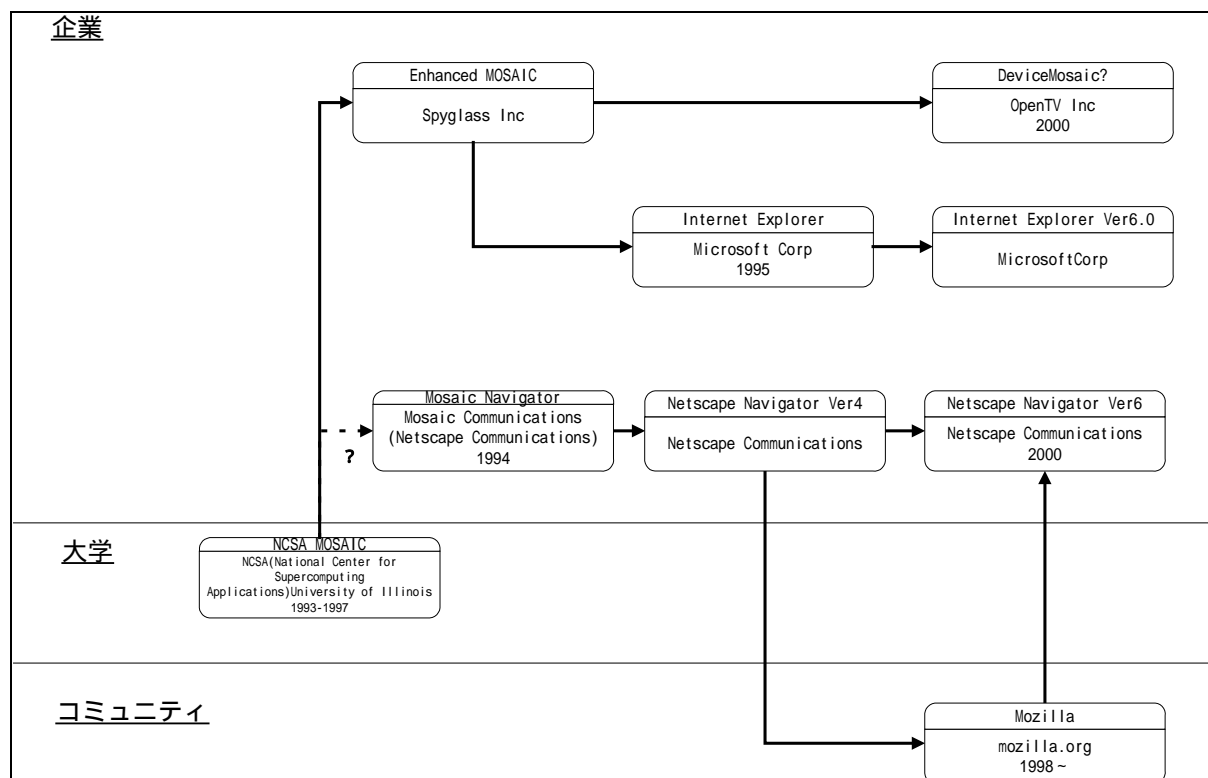 企業
Enhanced MOSAIC
Spyglass Inc
DeviceMosaic?
OpenTV Inc
2000
Internet Explorer
Microsoft Corp
1995
Internet Explorer Ver6.0
MicrosoftCorp
Mosaic Navigator
Mosaic Communications
(Netscape Communications)
1994
?
Netscape Navigator Ver4
Netscape Communications
Netscape Navigator Ver6
Netscape Communications
2000
大学
NCSA MOSAIC
NCSA(National Center for
Supercomputing
Applications)University of Illinois
1993-1997
コミュニティ
Mozilla
mozilla.org
1998~